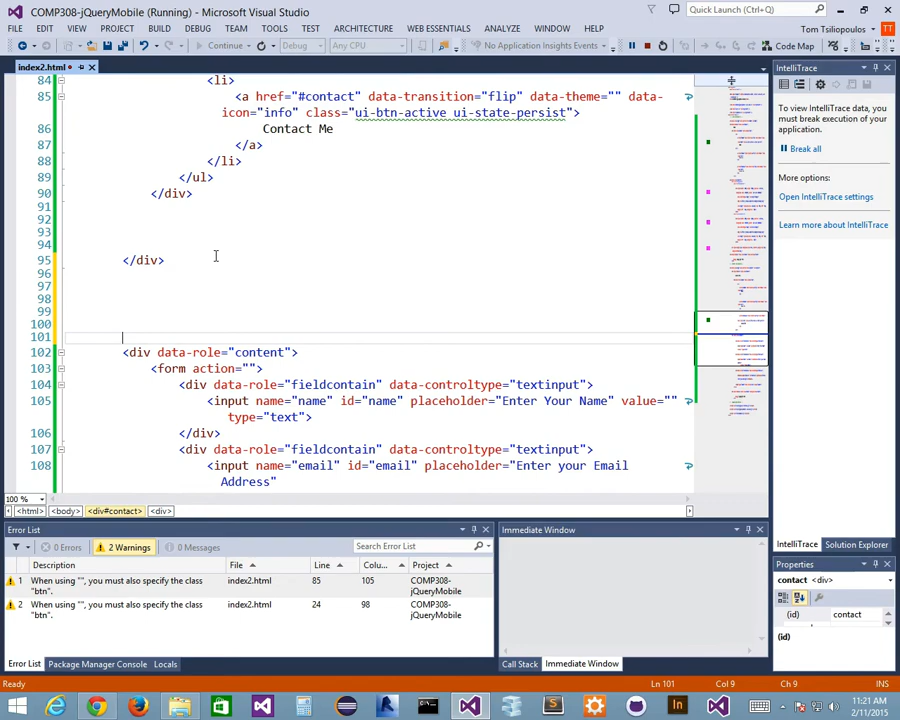 COMP308-jQueryMobile (Running) - Microsoft Visual Studio
Quick Launch (Ctrl+Q)
FILE EDIT VIEW PROJECT BUILD DEBUG TEAM TOOLS TEST ARCHITECTURE WEB ESSENTIALS ANALYZE WINDOW HELP
Tom Tsiliopoulos TT
Continue Debug Any CPU No Application Insights Events Code Map
index2.html
84 <li>
85 <a href="#contact" data-transition="flip" data-theme="" data-
icon="info" class="ui-btn-active ui-state-persist">
86 Contact Me
87 </a>
88 </li>
89 </ul>
90 </div>
91
92
93
94
95 </div>
96
97
98
99
100
101
102 <div data-role="content">
103 <form action="">
104 <div data-role="fieldcontain" data-controltype="textinput">
105 <input name="name" id="name" placeholder="Enter Your Name" value=""
type="text">
106 </div>
107 <div data-role="fieldcontain" data-controltype="textinput">
108 <input name="email" id="email" placeholder="Enter your Email
Address"
100 %
<html> <body> <div#contact> <div>
IntelliTrace
To view IntelliTrace data, you
must break execution of your
application.
Break all
More options:
Open IntelliTrace settings
Learn more about IntelliTrace
IntelliTrace Solution Explorer
Properties
contact <div>
(id) contact
(id)
Error List
0 Errors 2 Warnings 0 Messages Search Error List
Description File Line Colu... Project
1 When using "", you must also specify the class
"btn". index2.html 85 105 COMP308-
jQueryMobile
2 When using "", you must also specify the class
"btn". index2.html 24 98 COMP308-
jQueryMobile
Error List Package Manager Console Locals
Immediate Window
Call Stack Immediate Window
Ready Ln 101 Col 9 Ch 9 INS
11:21 AM
2/11/2015